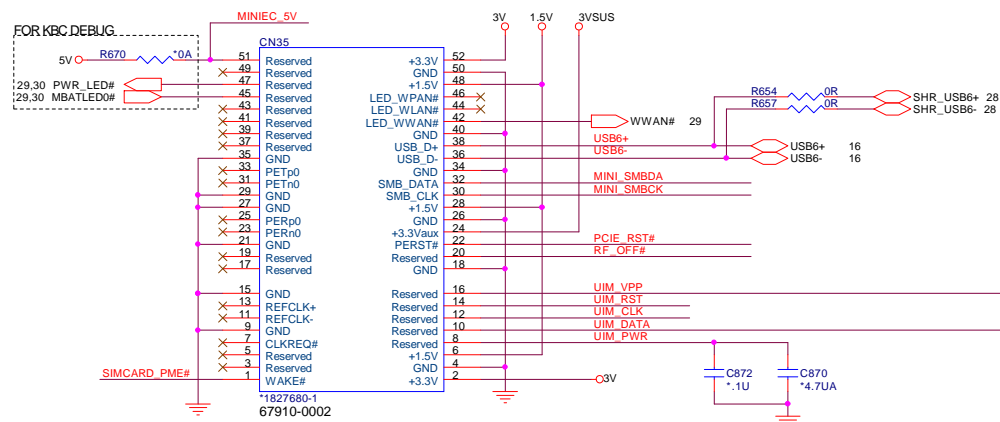 FOR KBC DEBUG
MINIEC_5V
3V 1.5V 3VSUS
5V R670 *0A
29,30 PWR_LED#
29,30 MBATLED0#
CN35
51 Reserved +3.3V 52
49 Reserved GND 50
47 Reserved +1.5V 48
45 Reserved LED_WPAN# 46
43 Reserved LED_WLAN# 44
41 Reserved LED_WWAN# 42 WWAN# 29
39 Reserved GND 40
37 Reserved USB_D+ 38 USB6+
35 GND USB_D- 36 USB6-
33 PETp0 GND 34
31 PETn0 SMB_DATA 32 MINI_SMBDA
29 GND SMB_CLK 30 MINI_SMBCK
27 GND +1.5V 28
25 PERp0 GND 26
23 PERn0 +3.3Vaux 24
21 GND PERST# 22 PCIE_RST#
19 Reserved Reserved 20 RF_OFF#
17 Reserved GND 18
15 GND Reserved 16 UIM_VPP
13 REFCLK+ Reserved 14 UIM_RST
11 REFCLK- Reserved 12 UIM_CLK
9 GND Reserved 10 UIM_DATA
7 CLKREQ# Reserved 8 UIM_PWR
5 Reserved +1.5V 6
3 Reserved GND 4
SIMCARD_PME# 1 WAKE# +3.3V 2 3V
*1827680-1
67910-0002
R654 0R SHR_USB6+ 28
R657 0R SHR_USB6- 28
USB6+ 16
USB6- 16
C872
*.1U
C870
*4.7UA